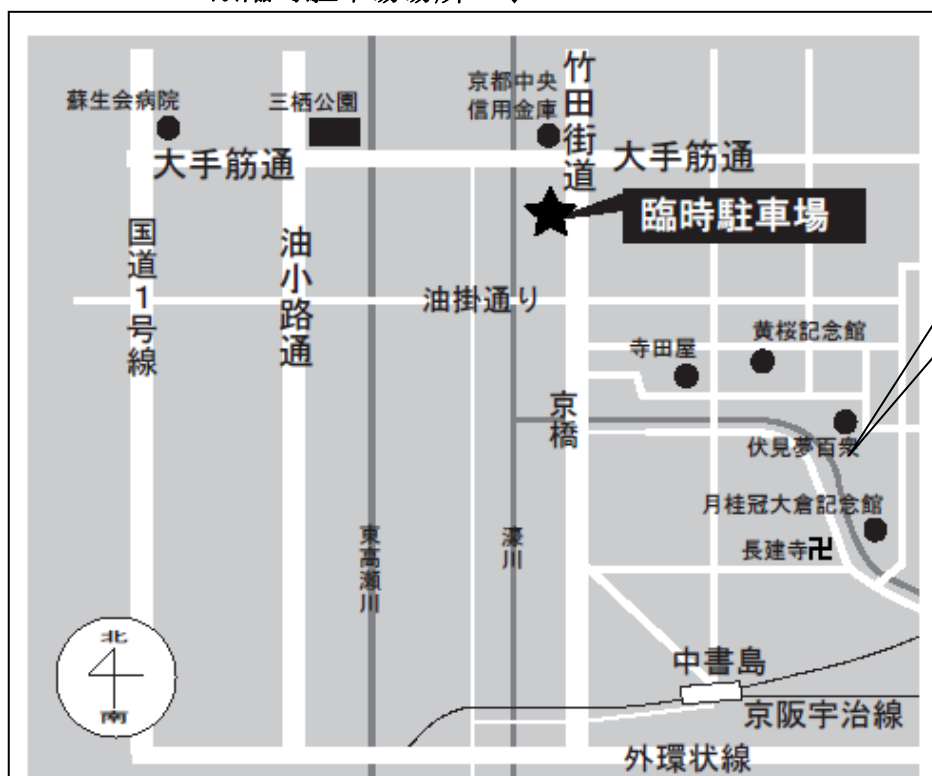 京都中央
信用金庫
竹田街道
蘇生会病院
三栖公園
大手筋通
大手筋通
臨時駐車場
国道1号線
油小路通
油掛通り
黄桜記念館
寺田屋
京橋
伏見夢百衆
月桂冠大倉記念館
長建寺卍
東高瀬川
濠川
北
南
中書島
京阪宇治線
外環状線